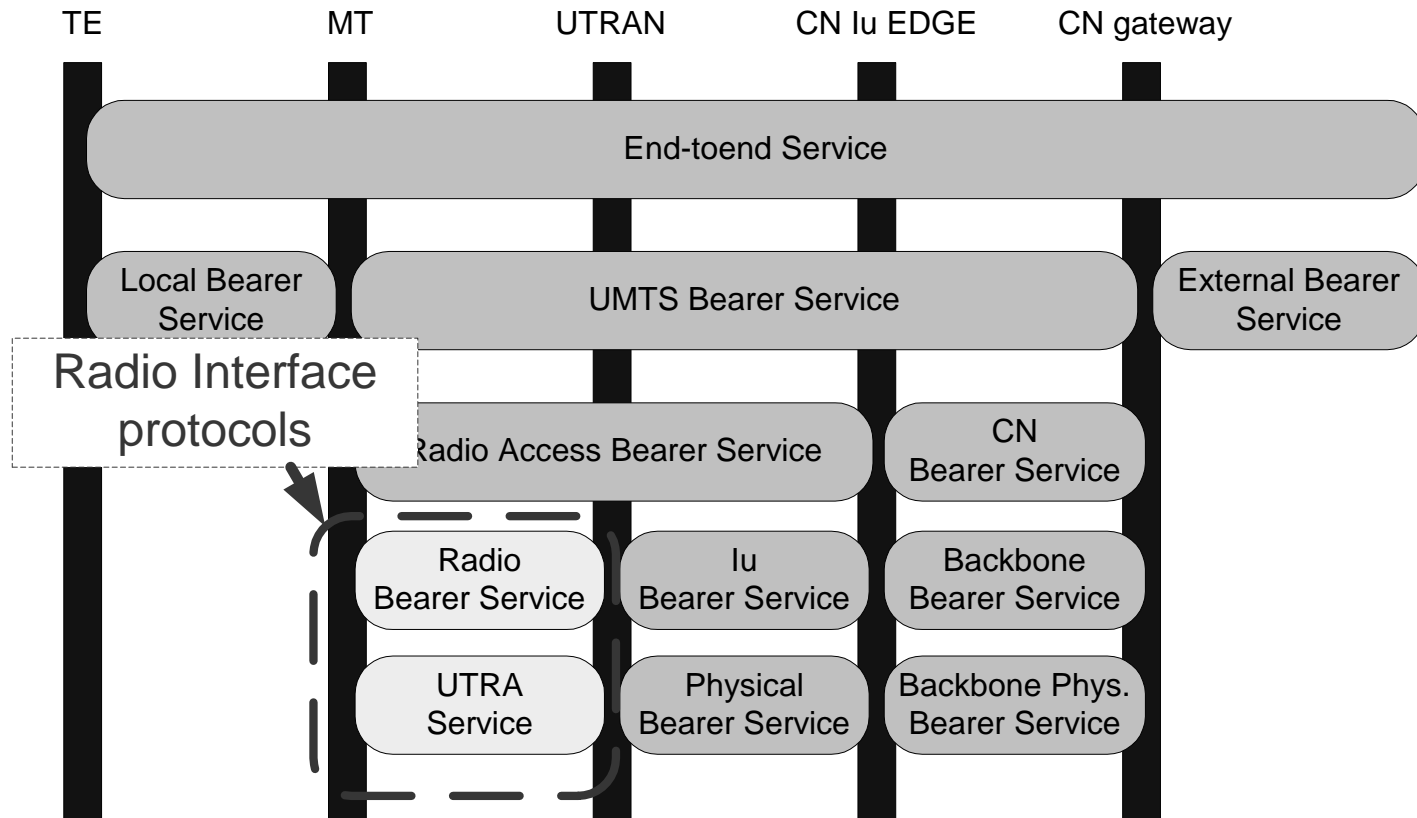 TE MT UTRAN CN Iu EDGE CN gateway
End-toend Service
Local Bearer
Service
UMTS Bearer Service
External Bearer
Service
Radio Interface
protocols
Radio Access Bearer Service
CN
Bearer Service
Radio
Bearer Service
Iu
Bearer Service
Backbone
Bearer Service
UTRA
Service
Physical
Bearer Service
Backbone Phys.
Bearer Service